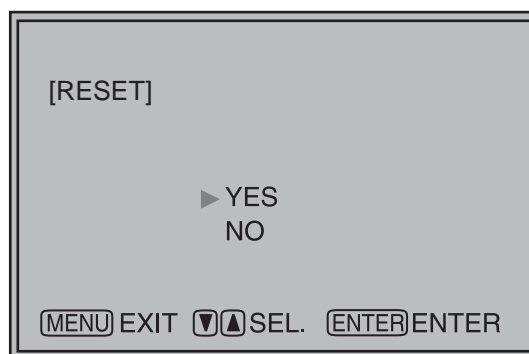 [RESET]
▶ YES
NO
MENU EXIT ▼▲ SEL. ENTER ENTER